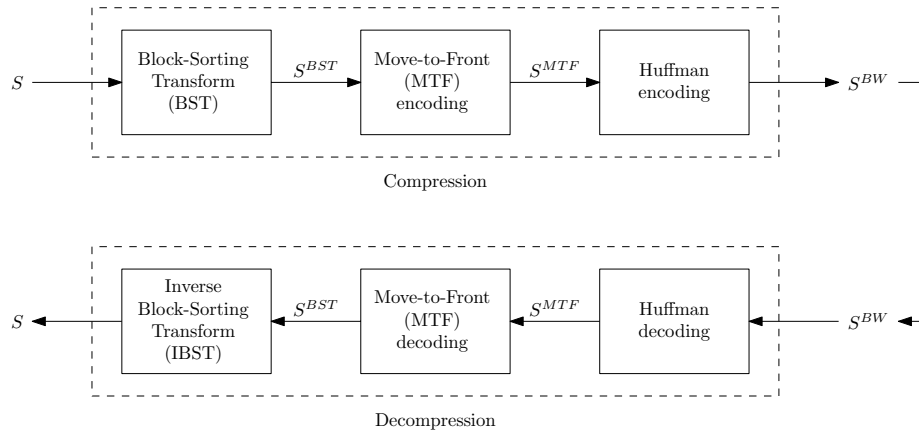 S
Block-Sorting
Transform
(BST)
S^{BST}
Move-to-Front
(MTF)
encoding
S^{MTF}
Huffman
encoding
S^{BW}
Compression
S
Inverse
Block-Sorting
Transform
(IBST)
S^{BST}
Move-to-Front
(MTF)
decoding
S^{MTF}
Huffman
decoding
S^{BW}
Decompression